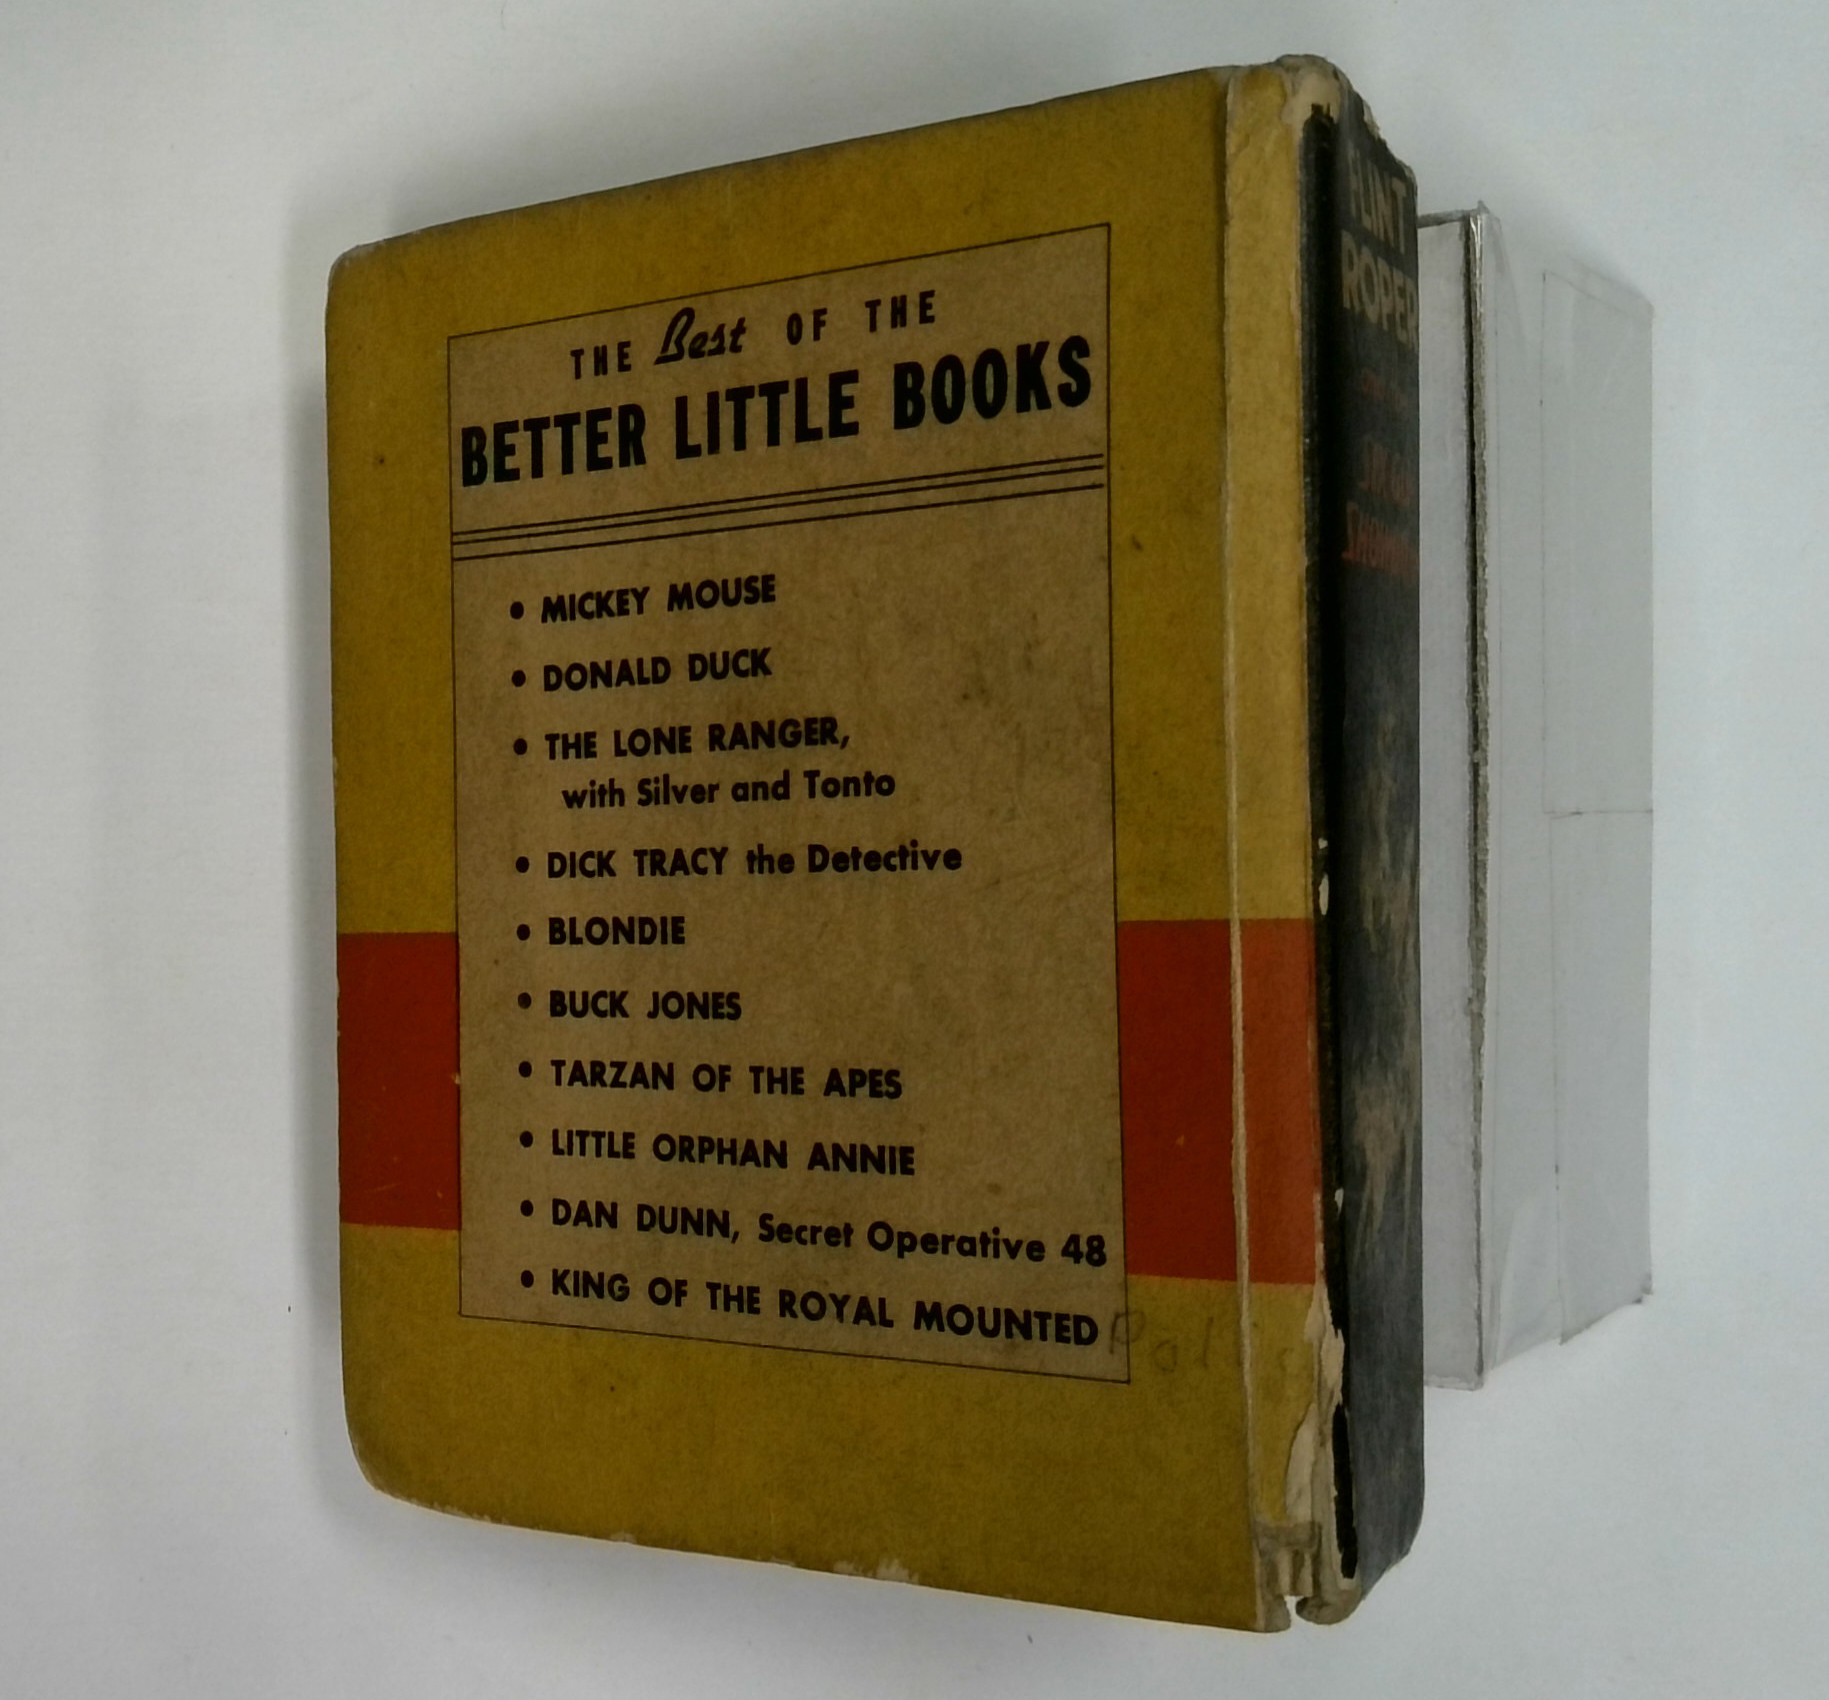 THE Best OF THE
BETTER LITTLE BOOKS
• MICKEY MOUSE
• DONALD DUCK
• THE LONE RANGER,
with Silver and Tonto
• DICK TRACY the Detective
• BLONDIE
• BUCK JONES
• TARZAN OF THE APES
• LITTLE ORPHAN ANNIE
• DAN DUNN, Secret Operative 48
• KING OF THE ROYAL MOUNTED
FLINT
ROPER